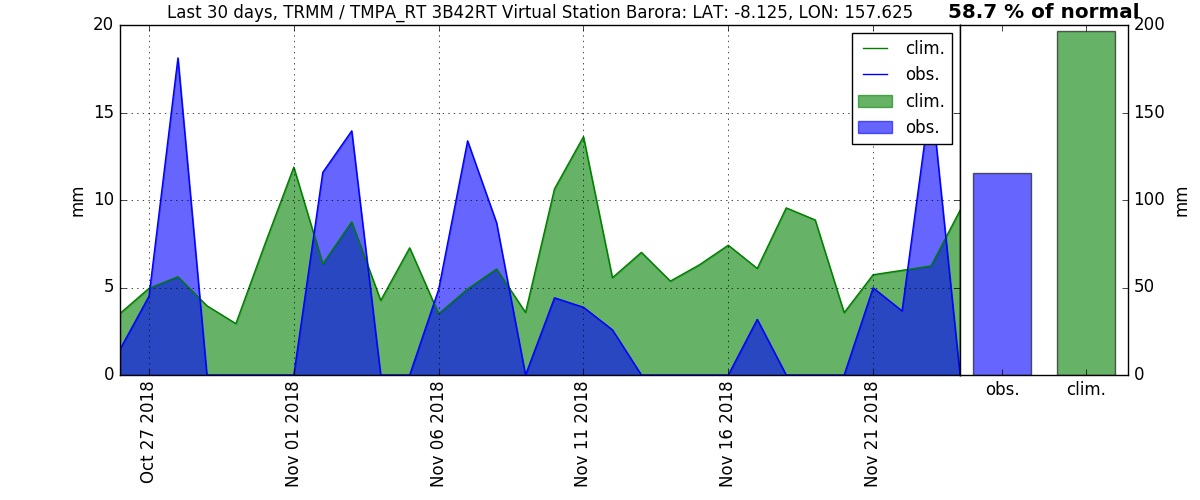 Last 30 days, TRMM / TMPA_RT 3B42RT Virtual Station Barora: LAT: -8.125, LON: 157.625
58.7 % of normal
20
15
10
5
0
mm
clim.
obs.
clim.
obs.
200
150
100
50
0
mm
obs.
clim.
Oct 27 2018
Nov 01 2018
Nov 06 2018
Nov 11 2018
Nov 16 2018
Nov 21 2018